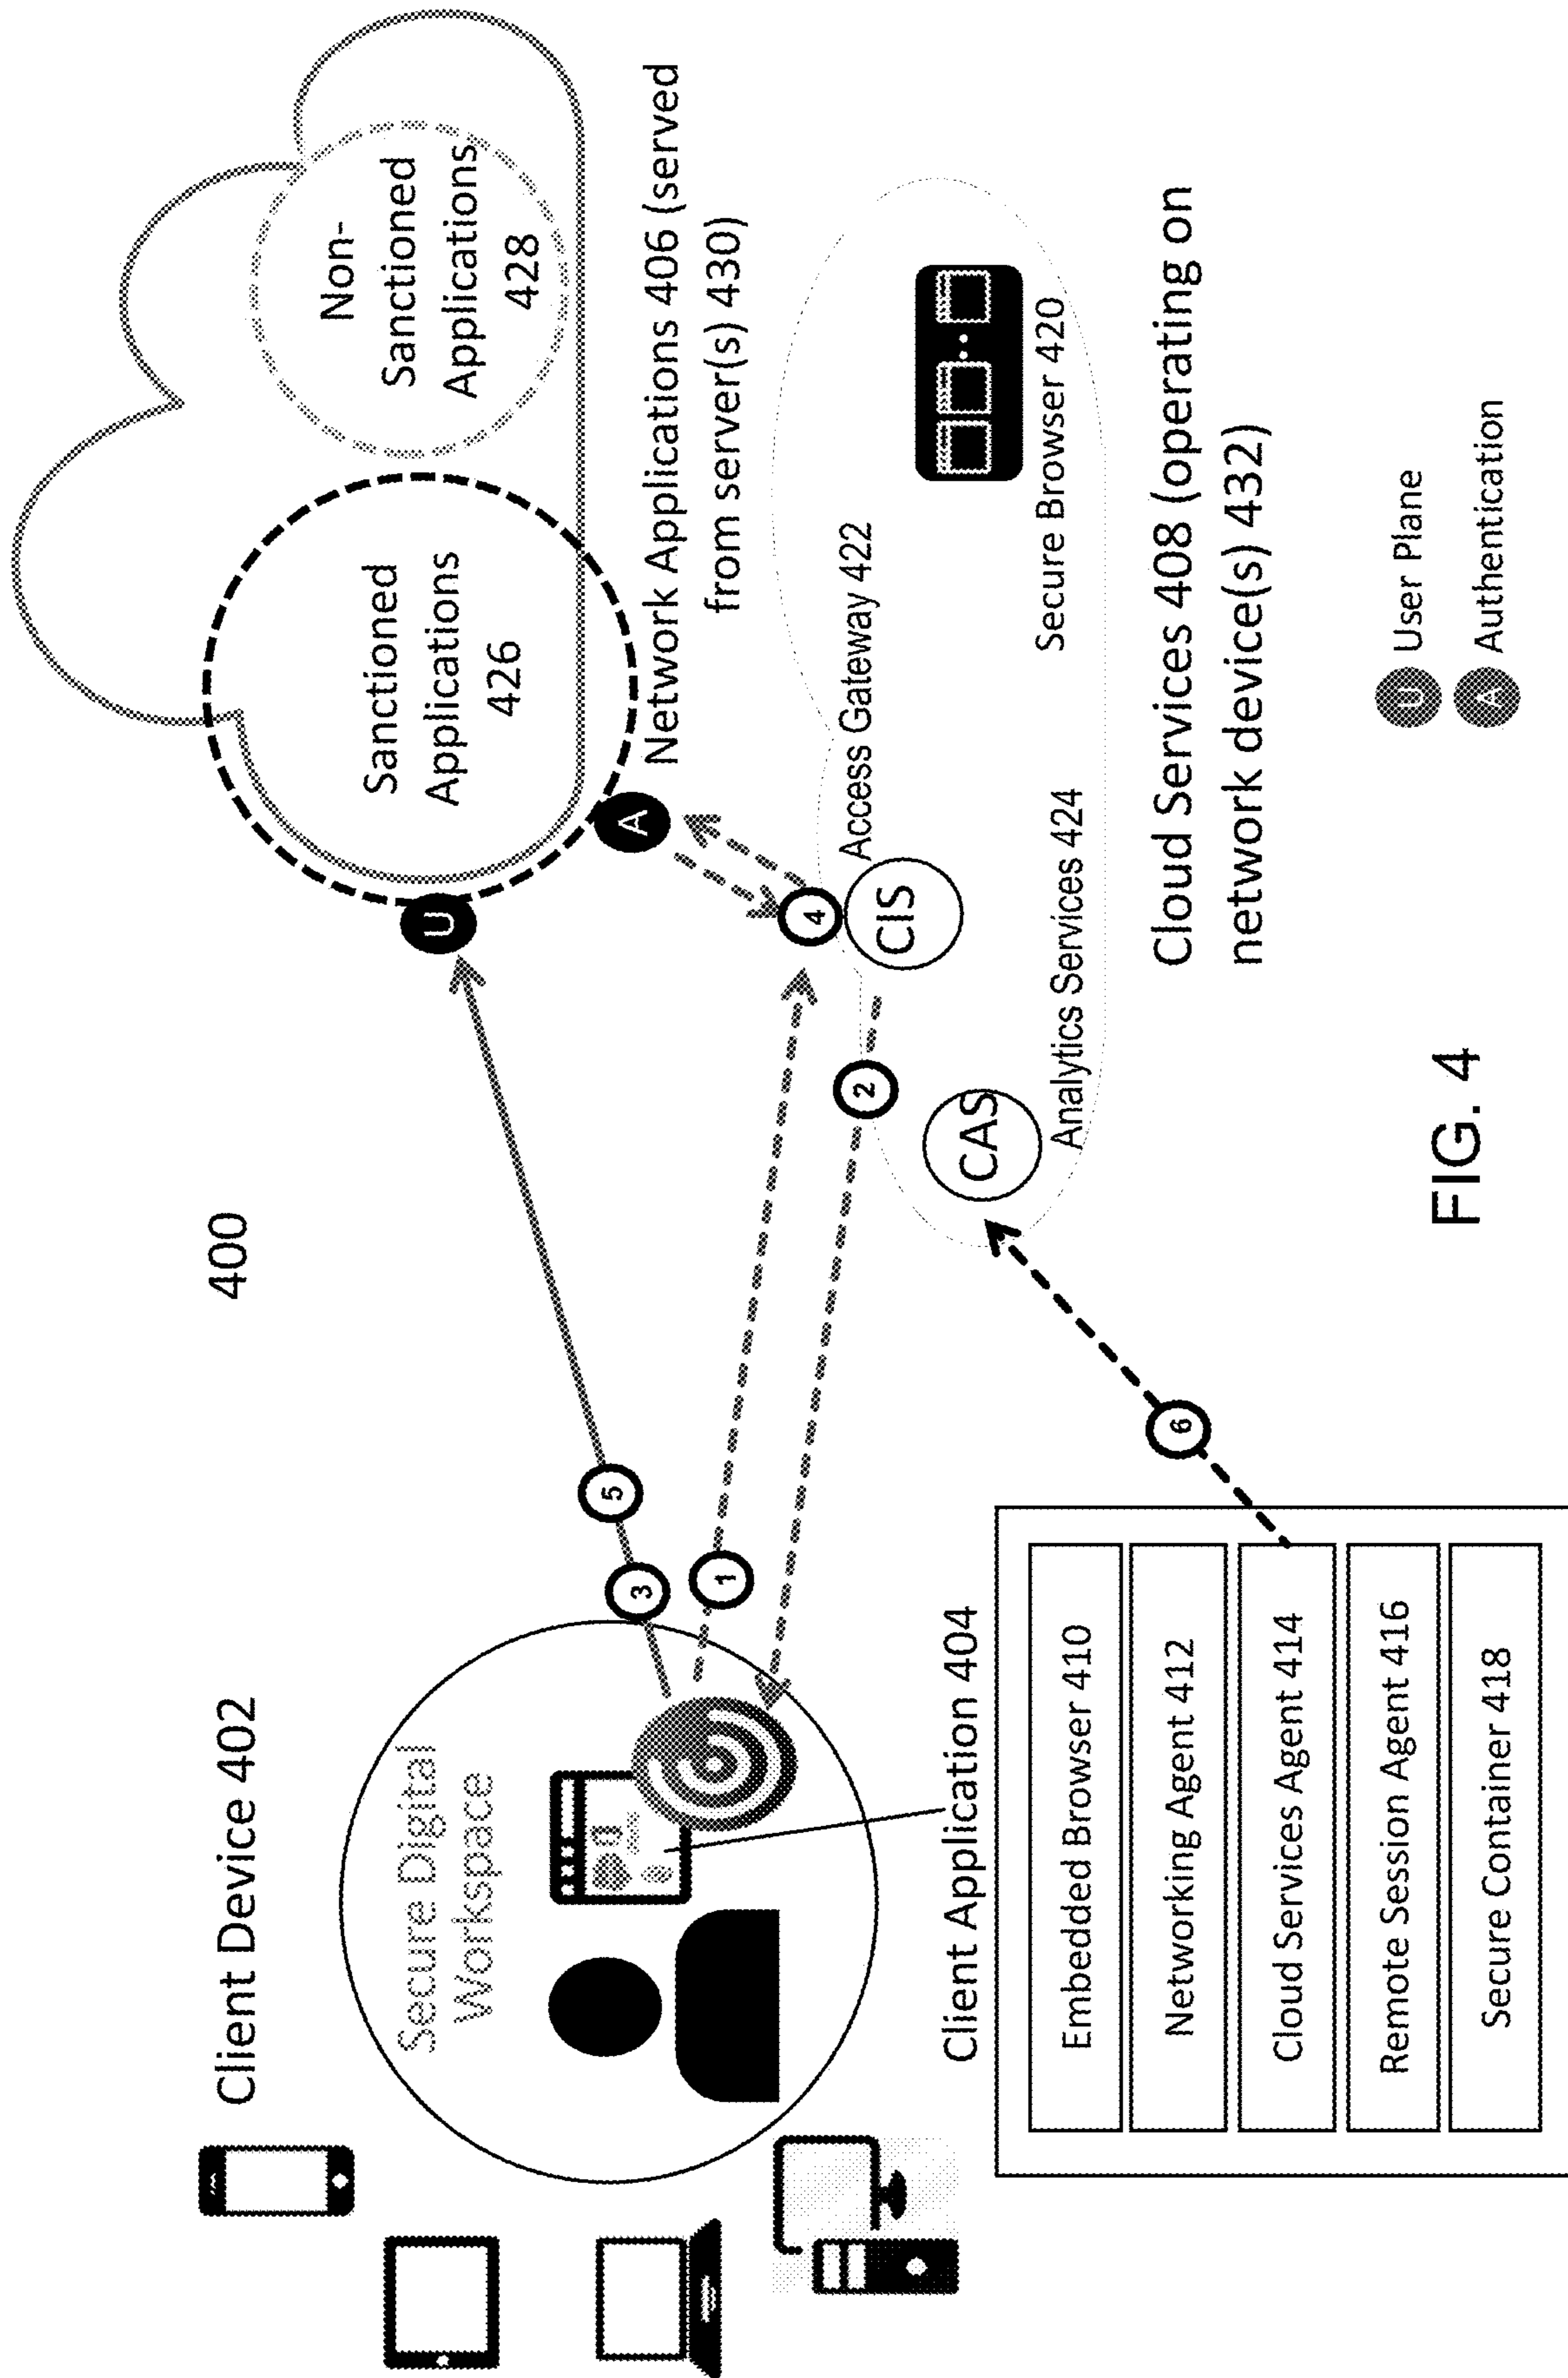 Client Device 402
400
Secure Digital
Workspace
Sanctioned
Applications
426
Non-
Sanctioned
Applications
428
U
A
3
5
1
2
4
6
Network Applications 406 (served
from server(s) 430)
Access Gateway 422
CIS
CAS
Analytics Services 424
Secure Browser 420
Cloud Services 408 (operating on
network device(s) 432)
Client Application 404
Embedded Browser 410
Networking Agent 412
Cloud Services Agent 414
Remote Session Agent 416
Secure Container 418
U User Plane
A Authentication
FIG. 4